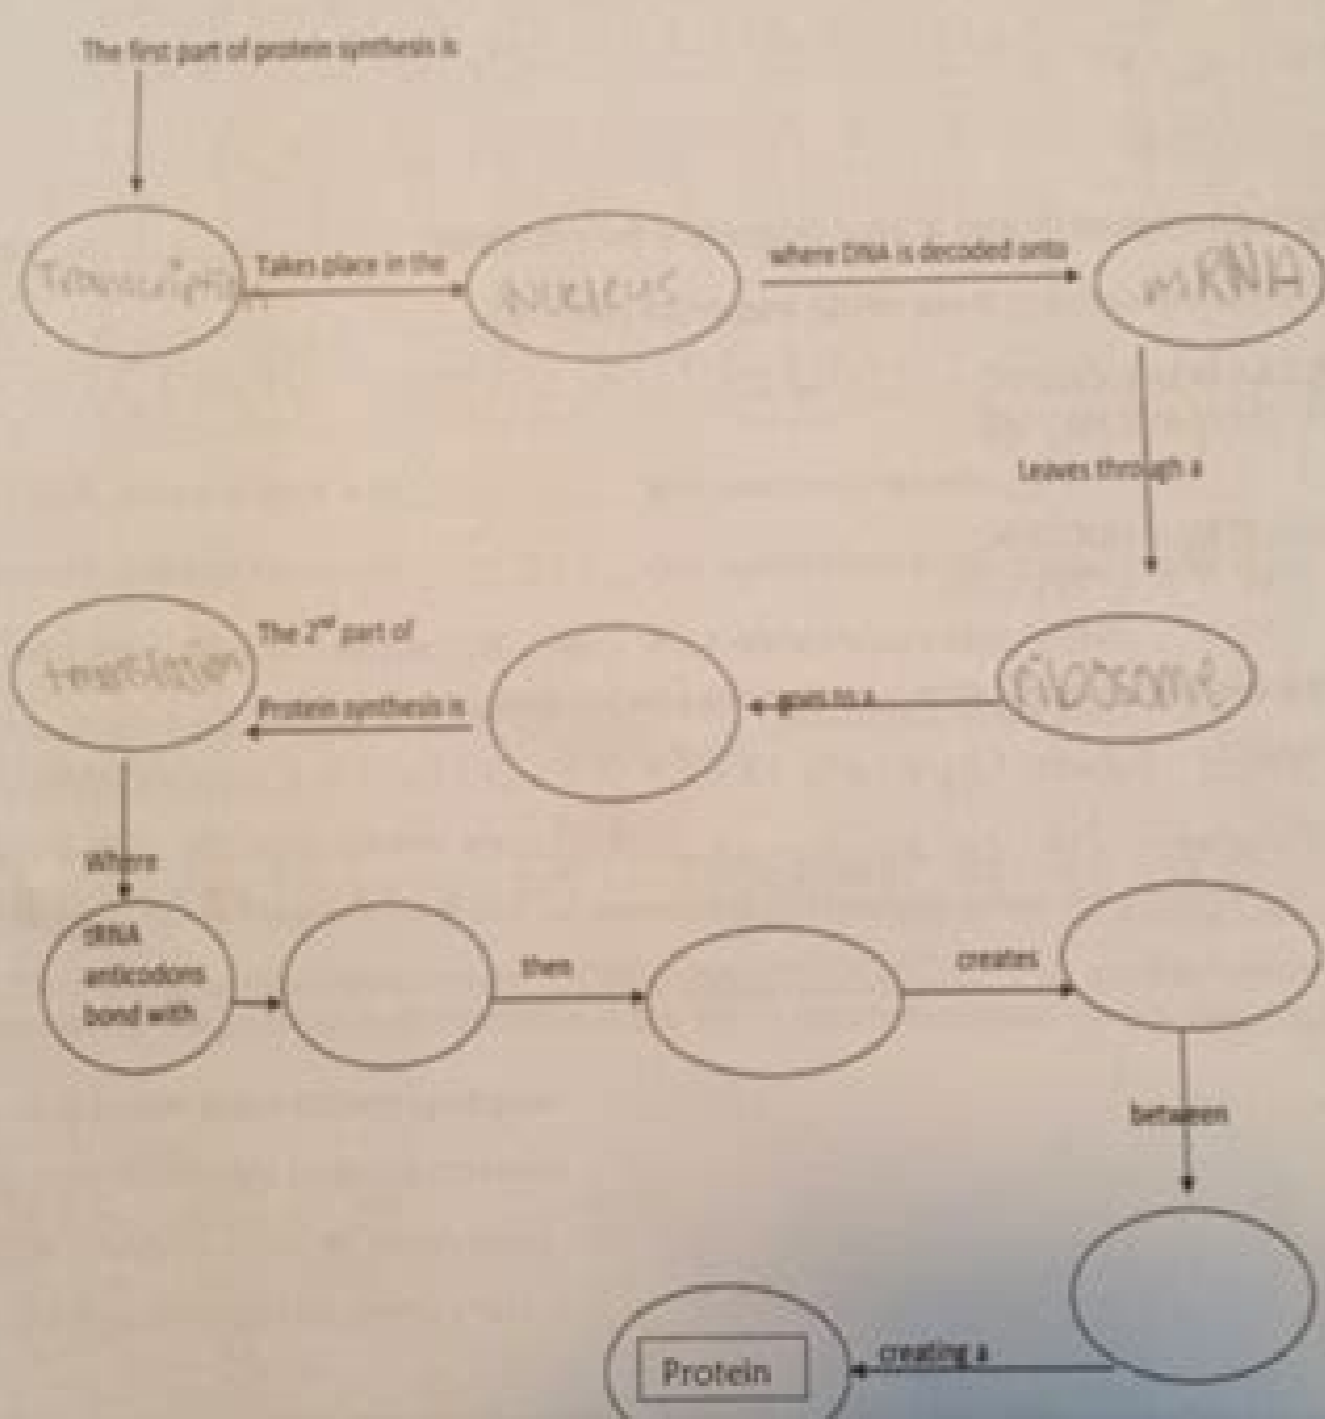 The first part of protein synthesis is
Transcription
Takes place in the
Nucleus
where DNA is decoded onto
mRNA
Leaves through a
ribosome
goes to a
The 2nd part of
Protein synthesis is
translation
Where
tRNA
anticodons
bond with
then
creates
between
creating a
Protein